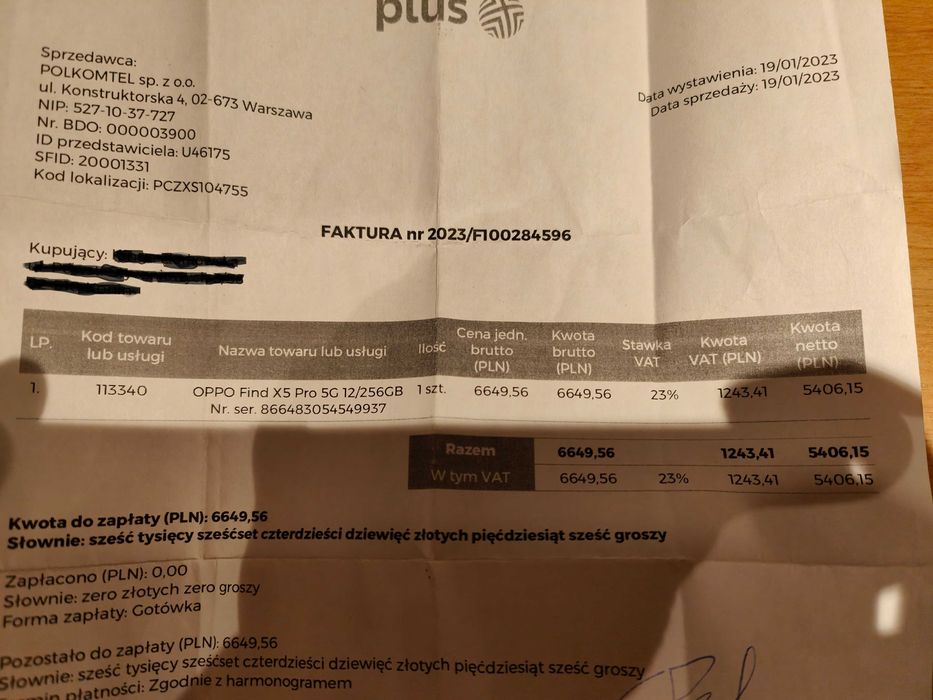 plus
Sprzedawca:
POLKOMTEL sp. z o.o.
ul. Konstruktorska 4, 02-673 Warszawa
NIP: 527-10-37-727
Nr. BDO: 000003900
ID przedstawiciela: U46175
SFID: 20001331
Kod lokalizacji: PCZXS104755
Data wystawienia: 19/01/2023
Data sprzedaży: 19/01/2023
FAKTURA nr 2023/F100284596
Kupujący:
LP. Kod towaru lub usługi Nazwa towaru lub usługi Ilość Cena jedn. brutto (PLN) Kwota brutto (PLN) Stawka VAT Kwota VAT (PLN) Kwota netto (PLN)
1. 113340 OPPO Find X5 Pro 5G 12/256GB 1 szt. 6649,56 6649,56 23% 1243,41 5406,15
Nr. ser. 866483054549937
Razem 6649,56 1243,41 5406,15
W tym VAT 6649,56 23% 1243,41 5406,15
Kwota do zapłaty (PLN): 6649,56
Słownie: sześć tysięcy sześćset czterdzieści dziewięć złotych pięćdziesiąt sześć groszy
Zapłacono (PLN): 0,00
Słownie: zero złotych zero groszy
Forma zapłaty: Gotówka
Pozostało do zapłaty (PLN): 6649,56
Słownie: sześć tysięcy sześćset czterdzieści dziewięć złotych pięćdziesiąt sześć groszy
Termin płatności: Zgodnie z harmonogramem